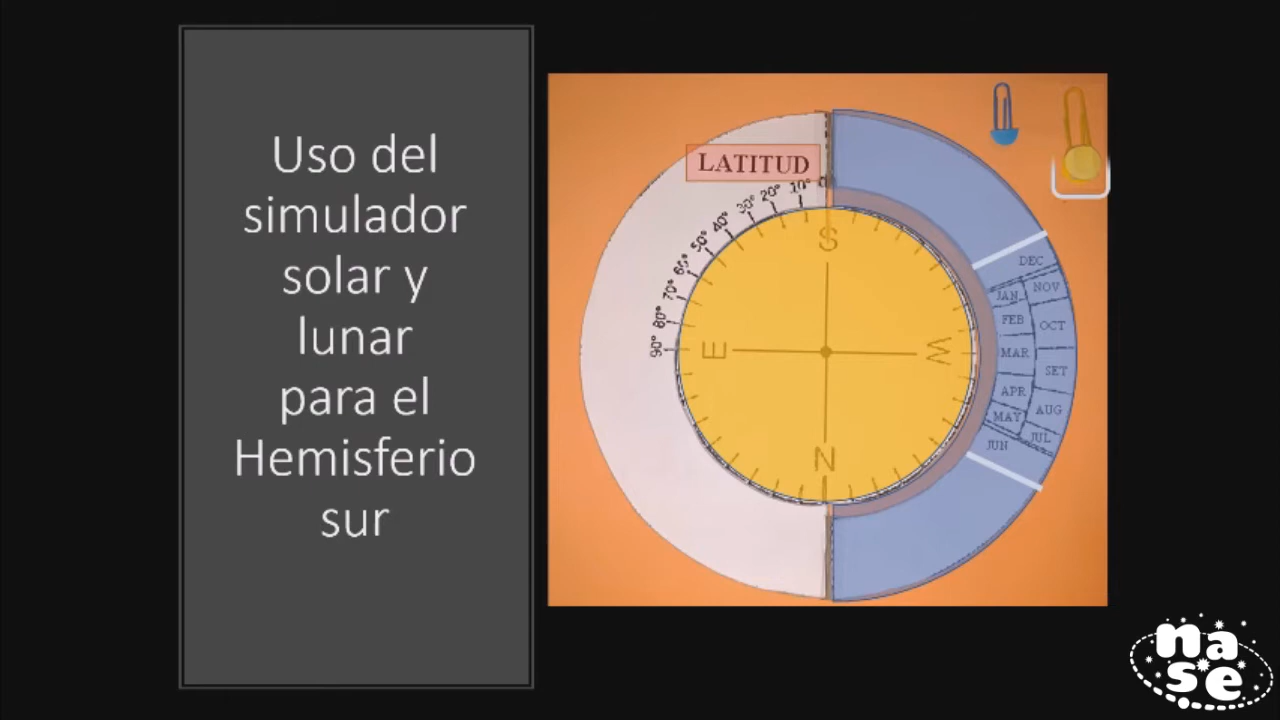 Uso del
simulador
solar y
lunar
para el
Hemisferio
sur
LATITUD
0
10°
20°
30°
40°
50°
60°
70°
80°
90°
S
E
W
N
DEC
JAN
NOV
FEB
OCT
MAR
SET
APR
AUG
MAY
JUL
JUN
nase